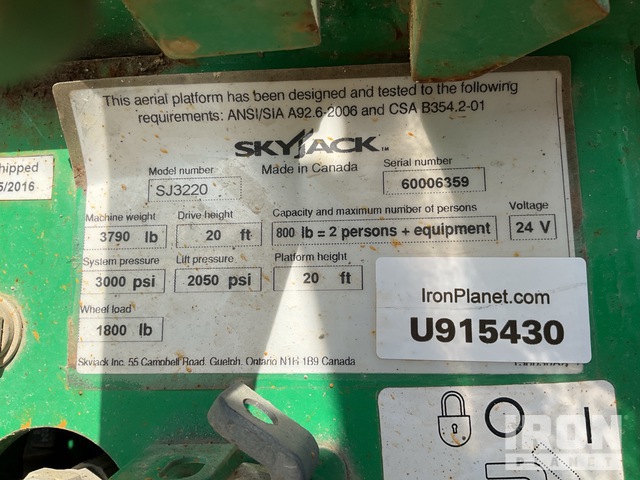 This aerial platform has been designed and tested to the following
requirements: ANSI/SIA A92.6-2006 and CSA B354.2-01
SKYJACK TM
Made in Canada
hipped
5/2016
Model number
SJ3220
Serial number
60006359
Machine weight
3790 lb
Drive height
20 ft
Capacity and maximum number of persons
800 lb = 2 persons + equipment
Voltage
24 V
System pressure
3000 psi
Lift pressure
2050 psi
Platform height
20 ft
Wheel load
1800 lb
IronPlanet.com
U915430
Skyjack Inc. 55 Campbell Road, Guelph, Ontario N1H 1B9 Canada
IRON
PLANET